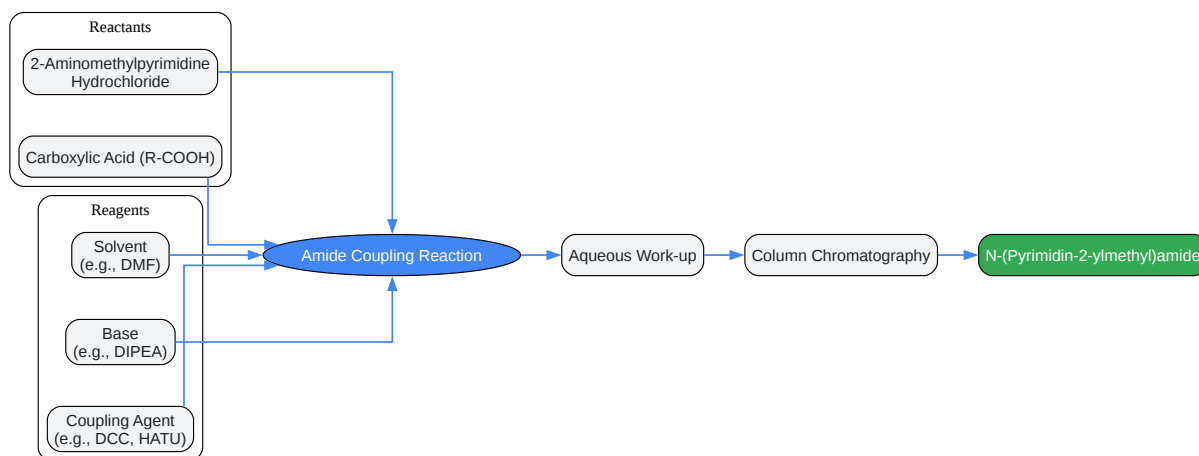 Reactants
2-Aminomethylpyrimidine
Hydrochloride
Carboxylic Acid (R-COOH)
Reagents
Solvent
(e.g., DMF)
Base
(e.g., DIPEA)
Coupling Agent
(e.g., DCC, HATU)
Amide Coupling Reaction
Aqueous Work-up
Column Chromatography
N-(Pyrimidin-2-ylmethyl)amide